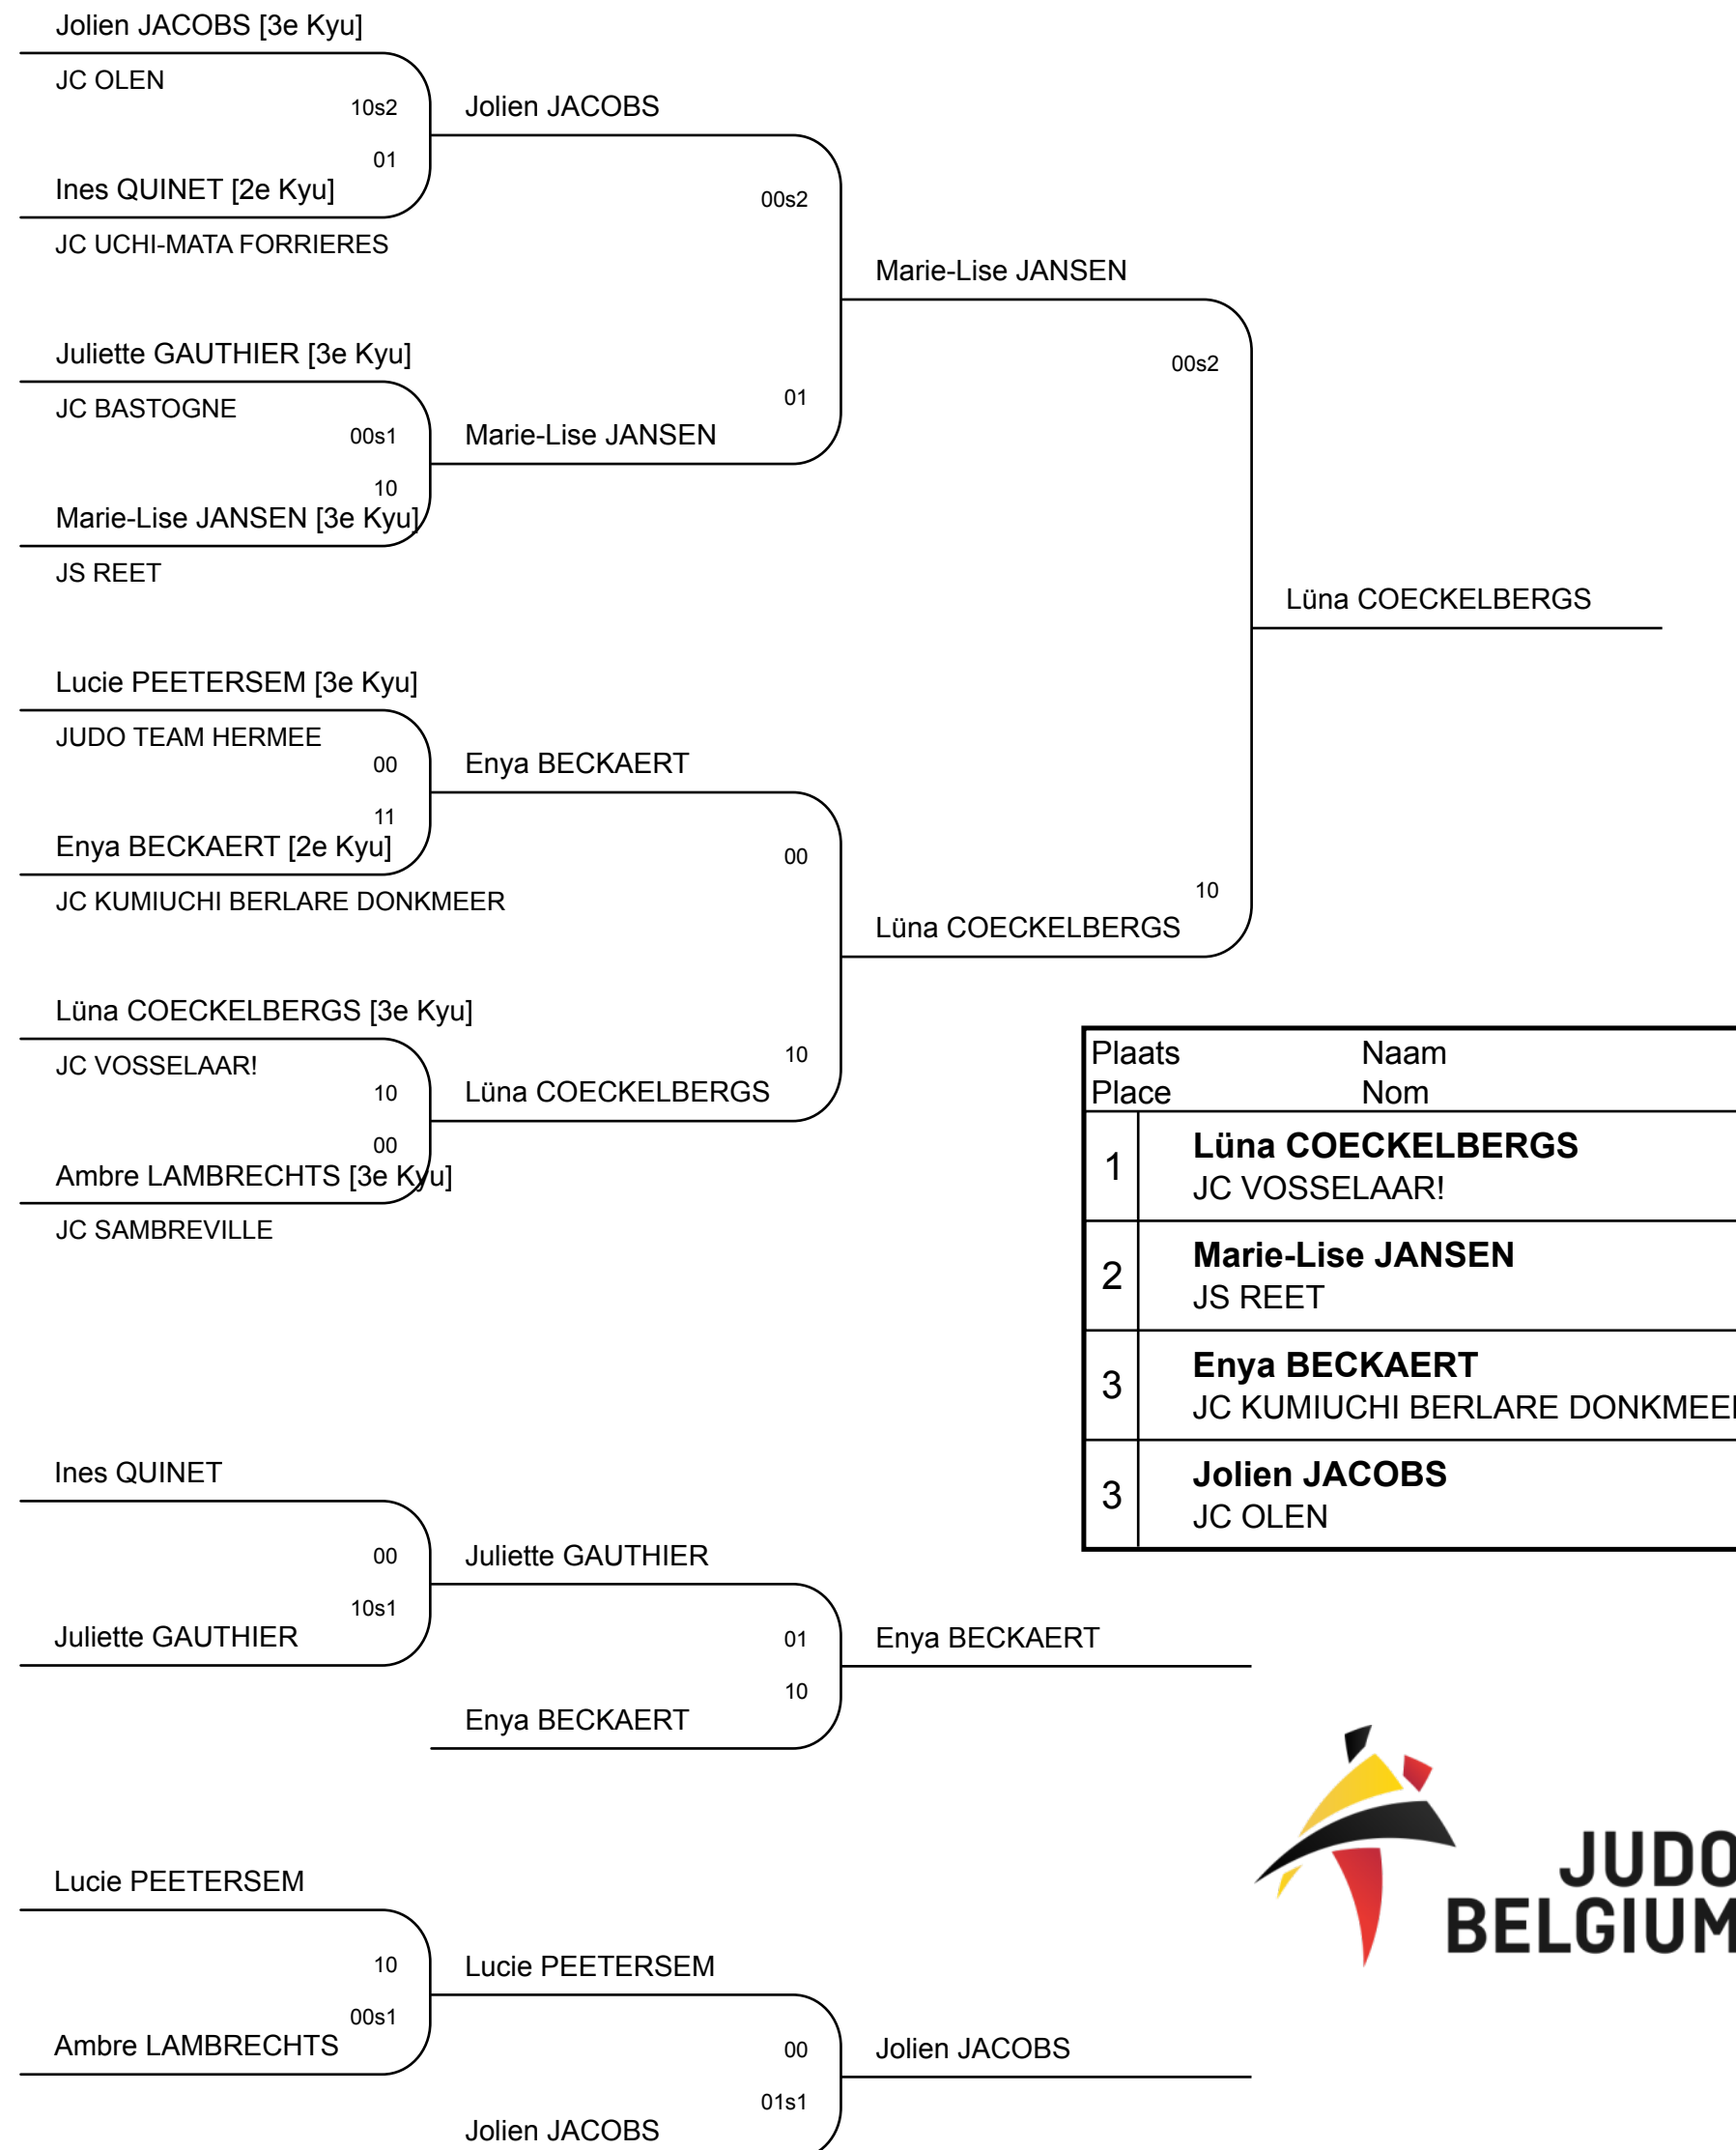 Jolien JACOBS [3e Kyu]
JC OLEN
10s2
Jolien JACOBS
01
Ines QUINET [2e Kyu]
JC UCHI-MATA FORRIERES
00s2
Marie-Lise JANSEN
Juliette GAUTHIER [3e Kyu]
JC BASTOGNE
00s1
01
Marie-Lise JANSEN
10
Marie-Lise JANSEN [3e Kyu]
JS REET
00s2
Lüna COECKELBERGS
Lucie PEETERSEM [3e Kyu]
JUDO TEAM HERMEE
00
Enya BECKAERT
11
Enya BECKAERT [2e Kyu]
JC KUMIUCHI BERLARE DONKMEER
00
10
Lüna COECKELBERGS
Lüna COECKELBERGS [3e Kyu]
JC VOSSELAAR!
10
10
Lüna COECKELBERGS
00
Ambre LAMBRECHTS [3e Kyu]
JC SAMBREVILLE
Plaats Naam
Place Nom
1 Lüna COECKELBERGS
JC VOSSELAAR!
2 Marie-Lise JANSEN
JS REET
3 Enya BECKAERT
JC KUMIUCHI BERLARE DONKMEER
3 Jolien JACOBS
JC OLEN
Ines QUINET
00
Juliette GAUTHIER
10s1
Juliette GAUTHIER
01
Enya BECKAERT
10
Enya BECKAERT
Lucie PEETERSEM
10
Lucie PEETERSEM
00s1
Ambre LAMBRECHTS
00
Jolien JACOBS
01s1
Jolien JACOBS
JUDO
BELGIUM